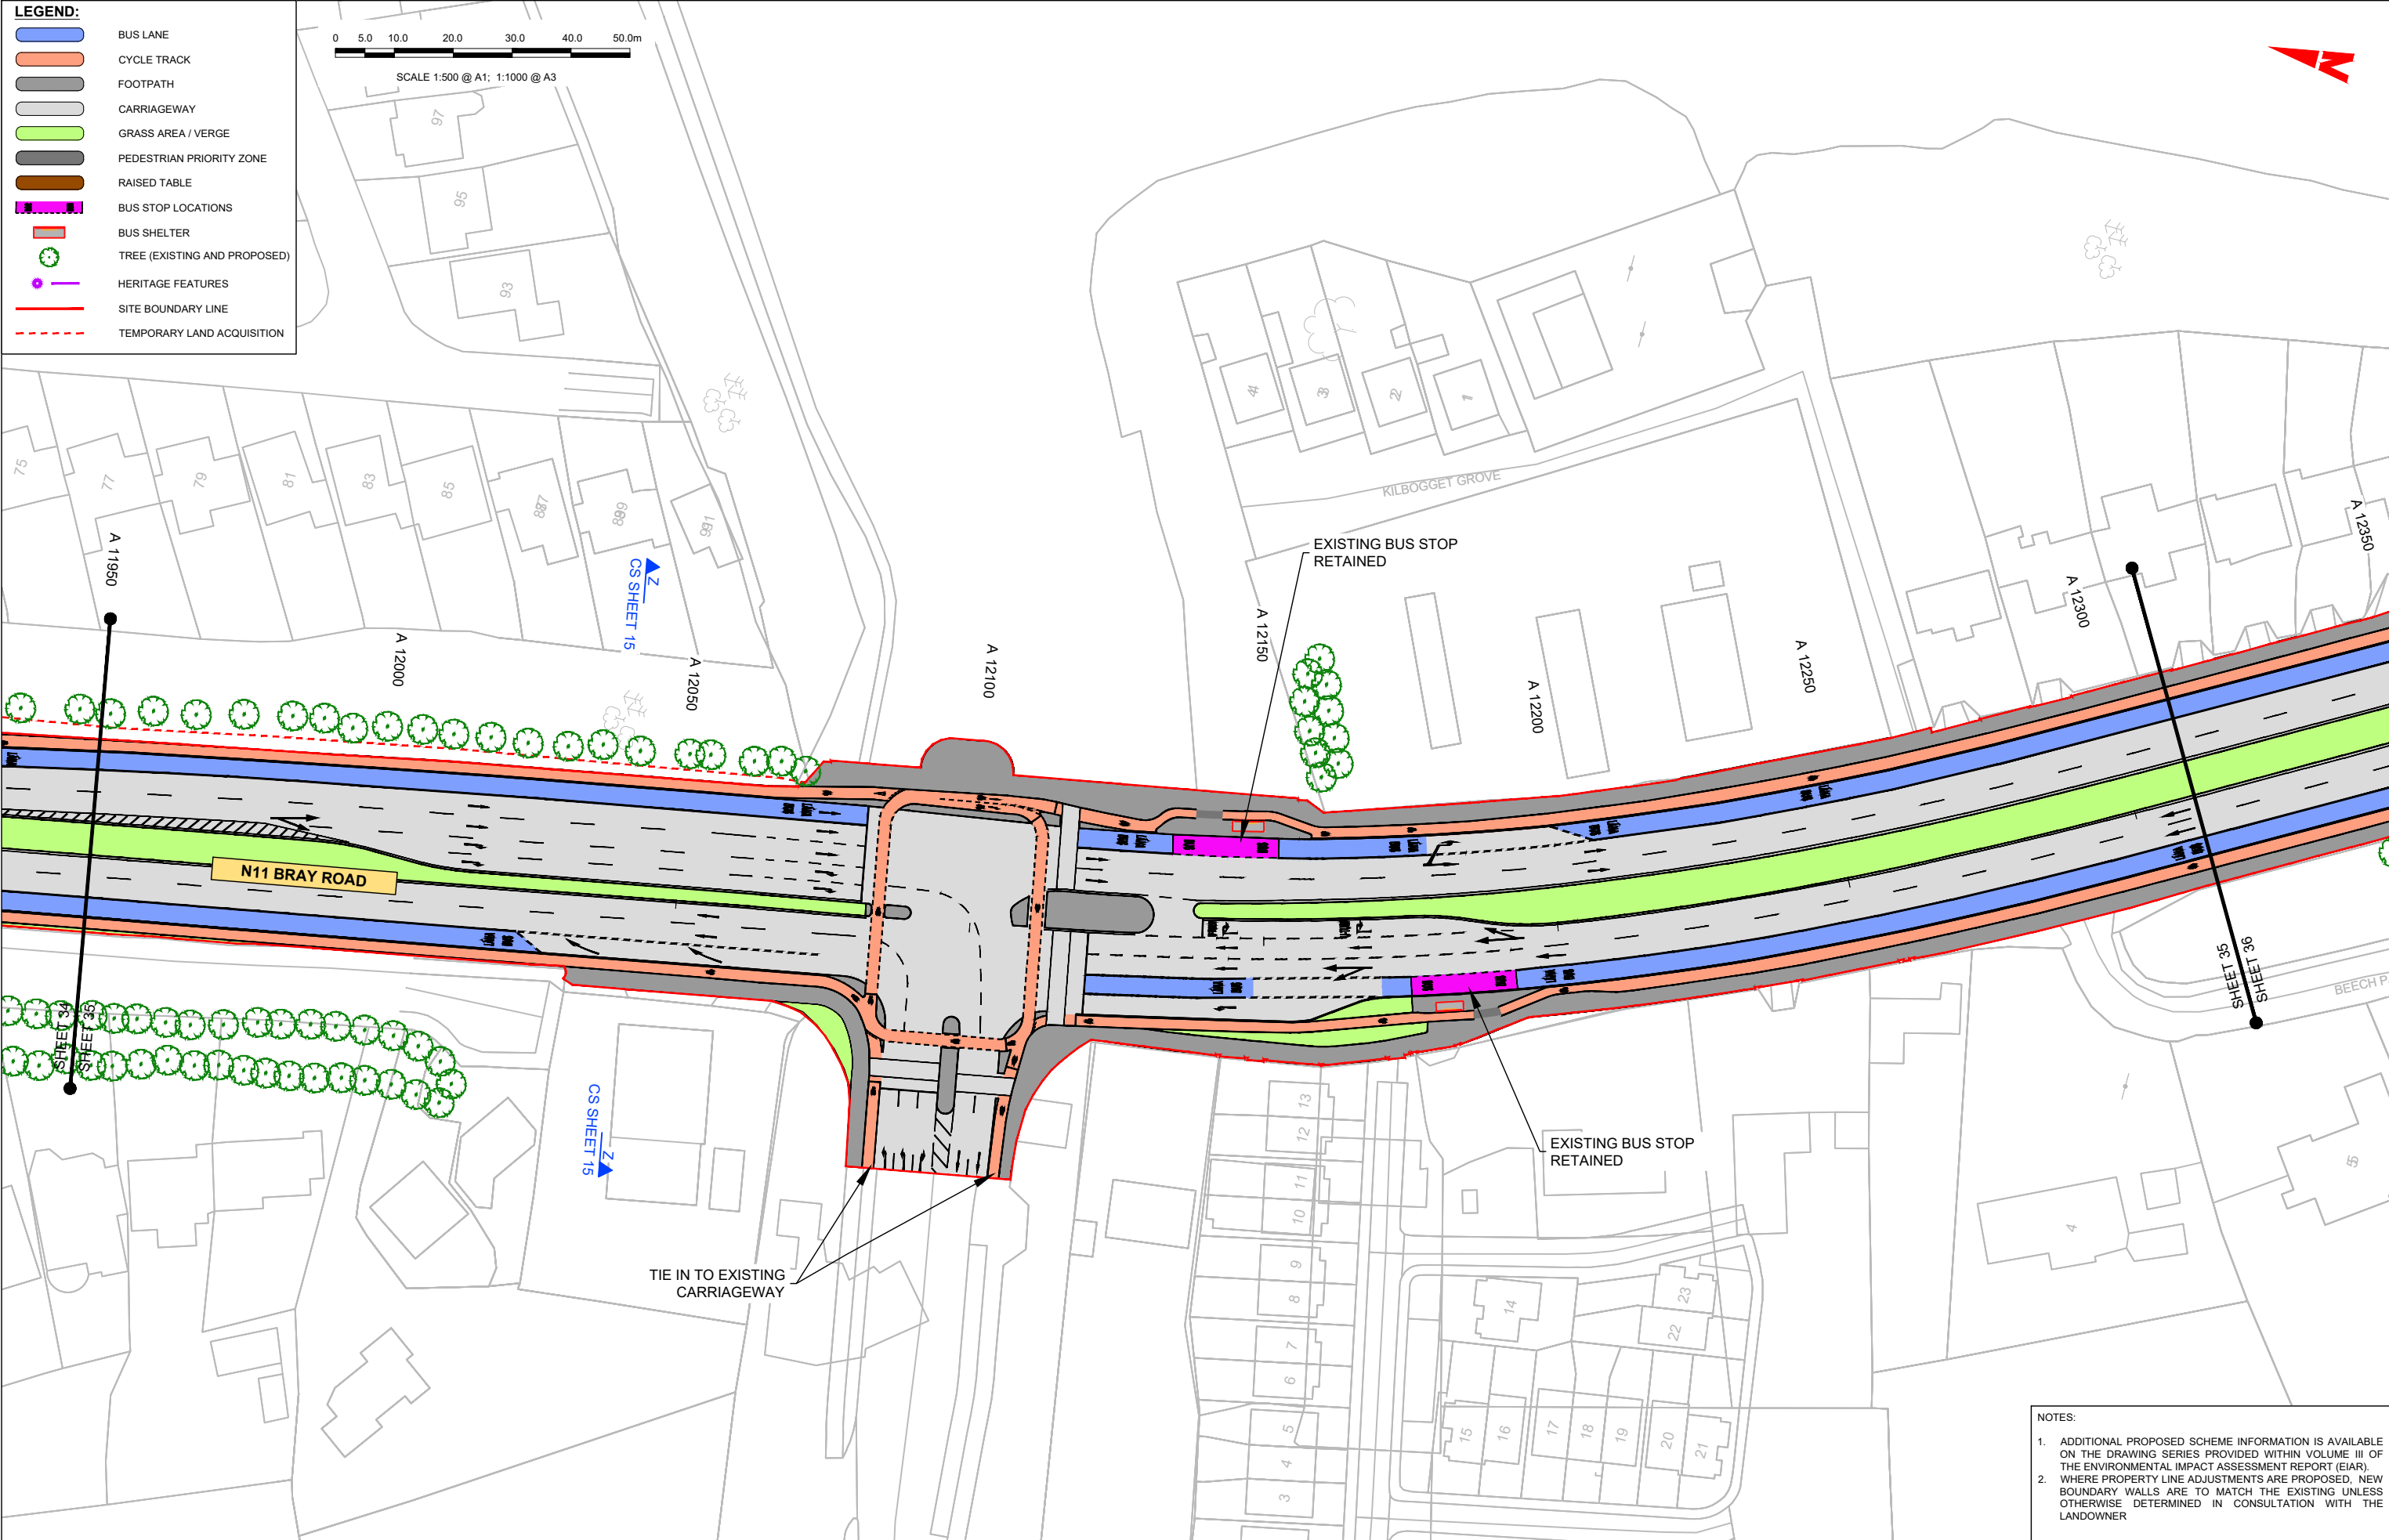 LEGEND:
BUS LANE
CYCLE TRACK
FOOTPATH
CARRIAGEWAY
GRASS AREA / VERGE
PEDESTRIAN PRIORITY ZONE
RAISED TABLE
BUS STOP LOCATIONS
BUS SHELTER
TREE (EXISTING AND PROPOSED)
HERITAGE FEATURES
SITE BOUNDARY LINE
TEMPORARY LAND ACQUISITION
0 5.0 10.0 20.0 30.0 40.0 50.0m
SCALE 1:500 @ A1; 1:1000 @ A3
N
97
95
93
75
77
79
81
83
85
87
89
91
4
3
2
1
KILBOGGET GROVE
A 11950
A 12000
A 12050
A 12100
A 12150
A 12200
A 12250
A 12300
A 12350
Z
CS SHEET 15
EXISTING BUS STOP
RETAINED
N11 BRAY ROAD
SHEET 34
SHEET 35
SHEET 35
SHEET 36
BEECH P
Z
CS SHEET 15
EXISTING BUS STOP
RETAINED
TIE IN TO EXISTING
CARRIAGEWAY
13
12
11
10
9
8
7
6
5
4
3
14
15
16
17
18
19
20
21
22
23
4
NOTES:
1. ADDITIONAL PROPOSED SCHEME INFORMATION IS AVAILABLE
ON THE DRAWING SERIES PROVIDED WITHIN VOLUME III OF
THE ENVIRONMENTAL IMPACT ASSESSMENT REPORT (EIAR).
2. WHERE PROPERTY LINE ADJUSTMENTS ARE PROPOSED, NEW
BOUNDARY WALLS ARE TO MATCH THE EXISTING UNLESS
OTHERWISE DETERMINED IN CONSULTATION WITH THE
LANDOWNER